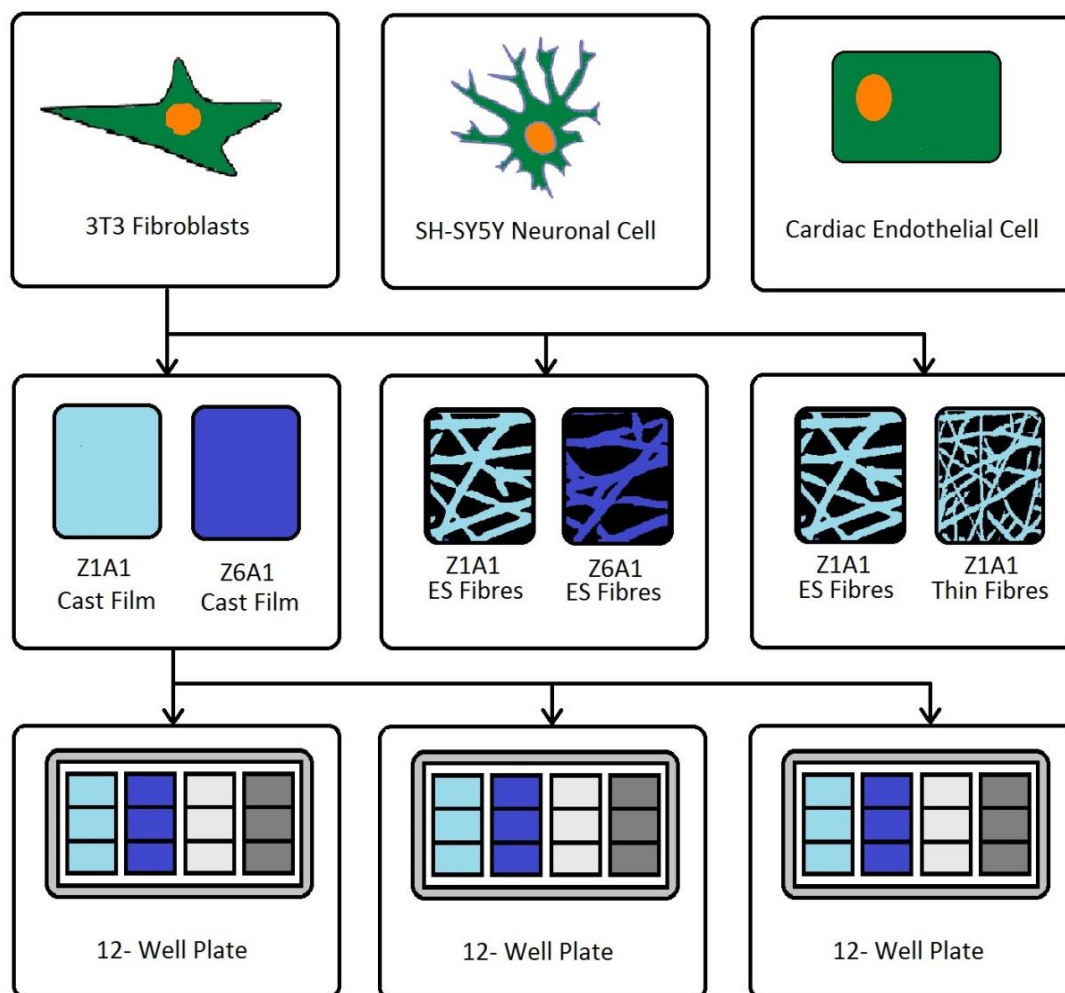 3T3 Fibroblasts
SH-SY5Y Neuronal Cell
Cardiac Endothelial Cell
Z1A1
Cast Film
Z6A1
Cast Film
Z1A1
ES Fibres
Z6A1
ES Fibres
Z1A1
ES Fibres
Z1A1
Thin Fibres
12- Well Plate
12- Well Plate
12- Well Plate